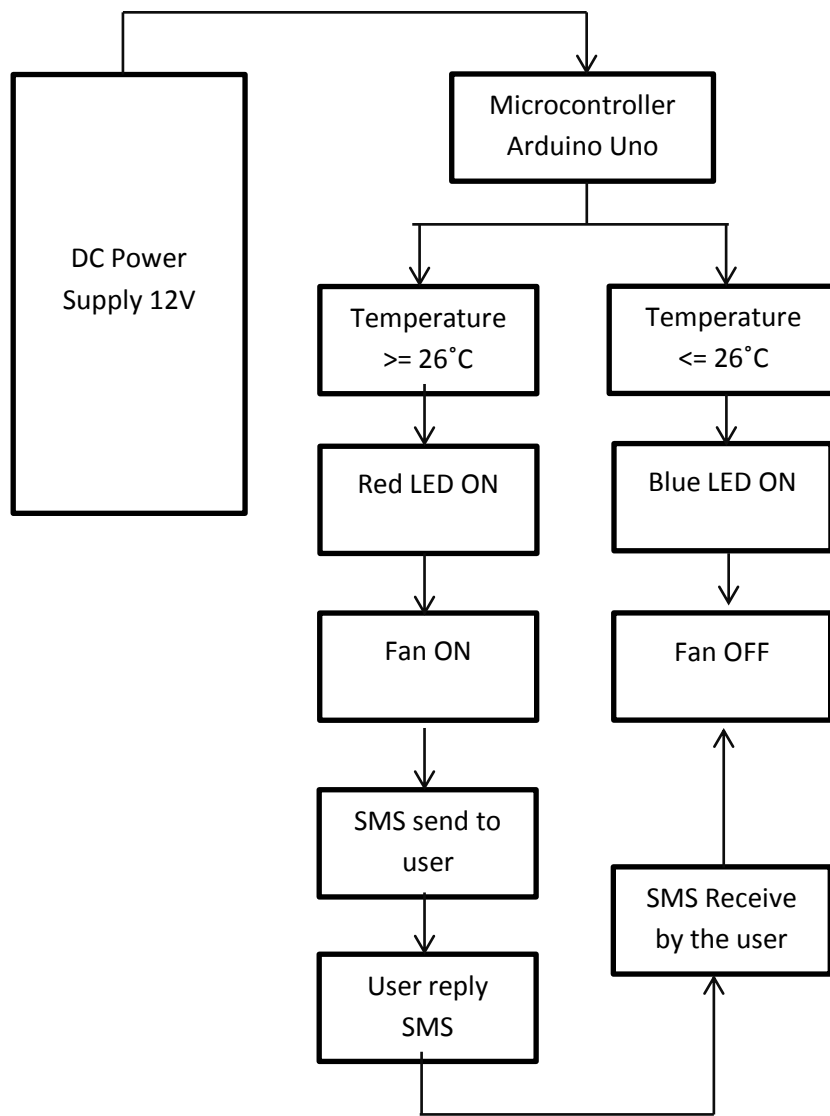 DC Power
Supply 12V
Microcontroller
Arduino Uno
Temperature
>= 26˚C
Temperature
<= 26˚C
Red LED ON
Blue LED ON
Fan ON
Fan OFF
SMS send to
user
SMS Receive
by the user
User reply
SMS